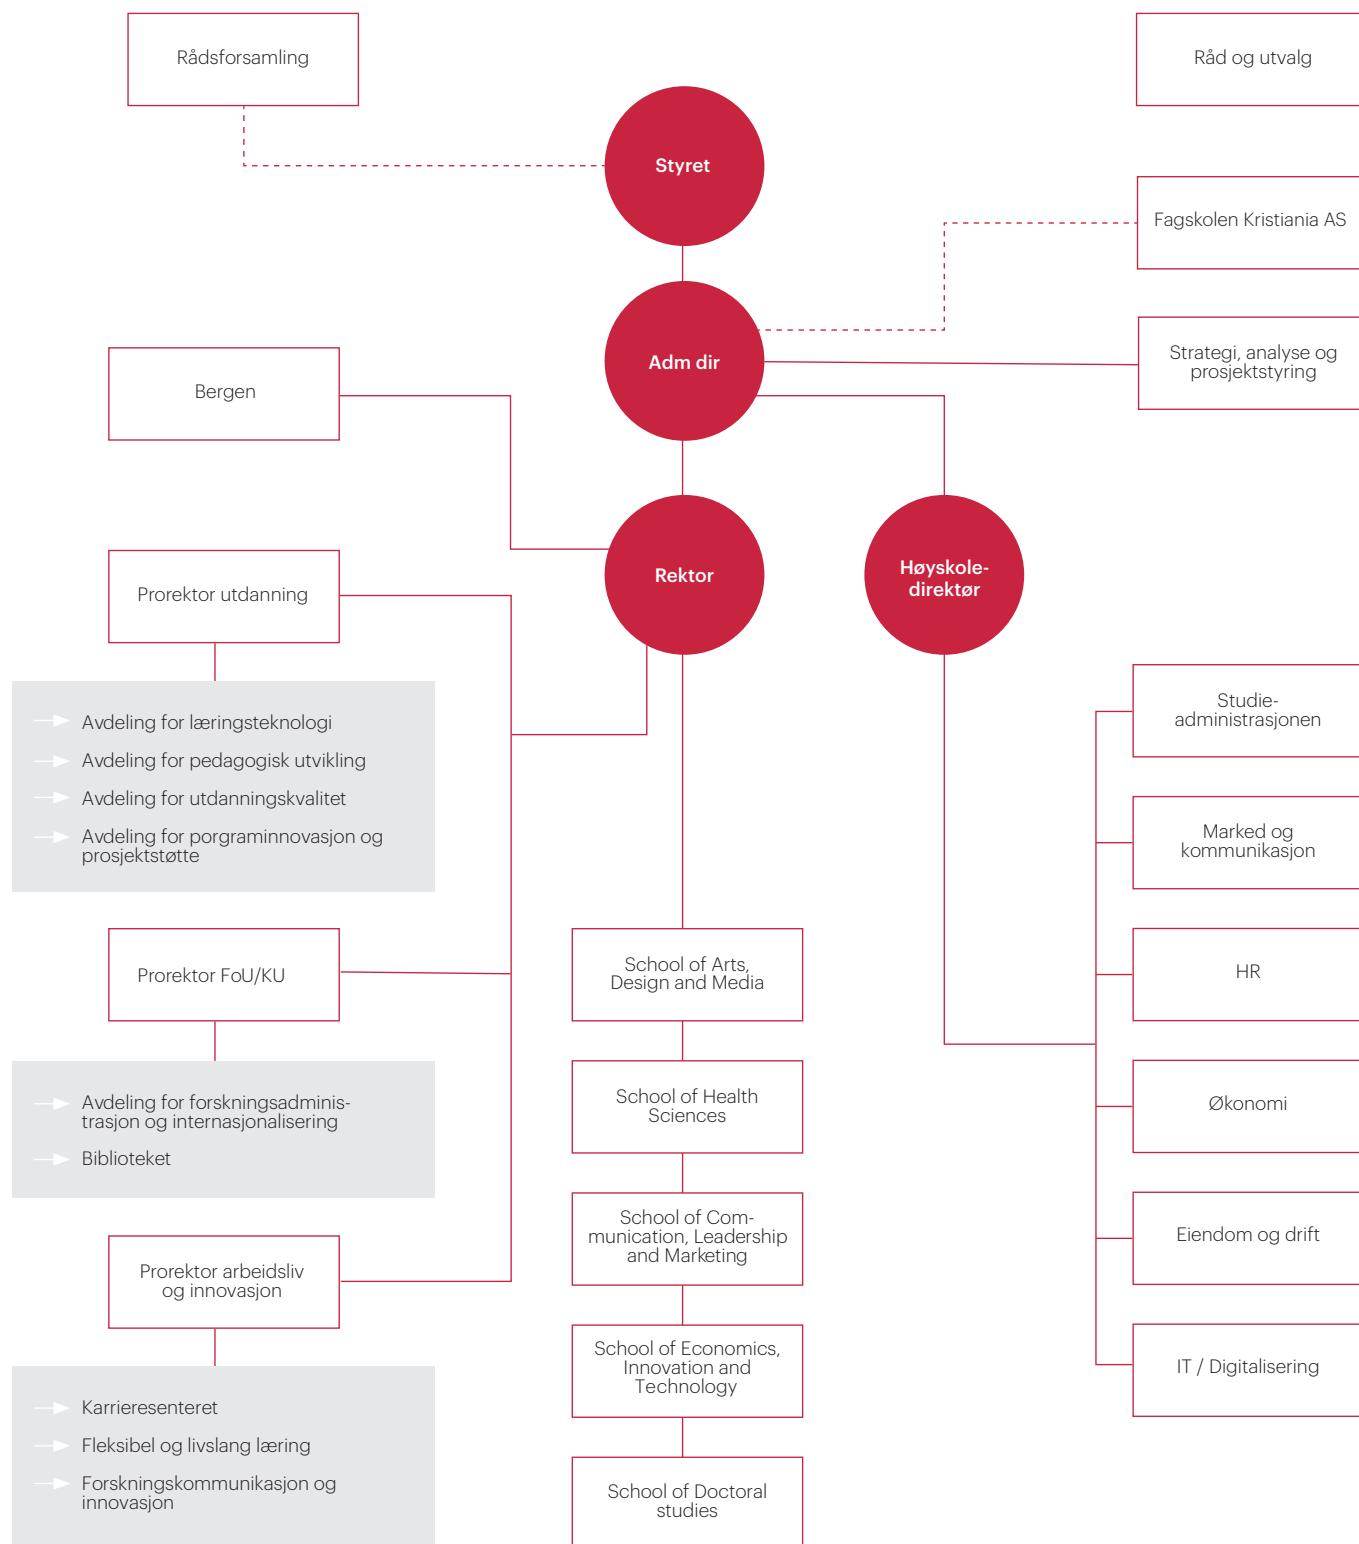 Rådsforsamling
Råd og utvalg
Styret
Fagskolen Kristiania AS
Strategi, analyse og
prosjektstyring
Adm dir
Bergen
Rektor
Høyskole-
direktør
Prorektor utdanning
Avdeling for læringsteknologi
Avdeling for pedagogisk utvikling
Avdeling for utdanningskvalitet
Avdeling for porgraminnovasjon og
prosjektstøtte
Prorektor FoU/KU
Avdeling for forskningsadminis-
trasjon og internasjonalisering
Biblioteket
Prorektor arbeidsliv
og innovasjon
Karrieresenteret
Fleksibel og livslang læring
Forskningskommunikasjon og
innovasjon
School of Arts,
Design and Media
School of Health
Sciences
School of Com-
munication, Leadership
and Marketing
School of Economics,
Innovation and
Technology
School of Doctoral
studies
Studie-
administrasjonen
Marked og
kommunikasjon
HR
Økonomi
Eiendom og drift
IT / Digitalisering